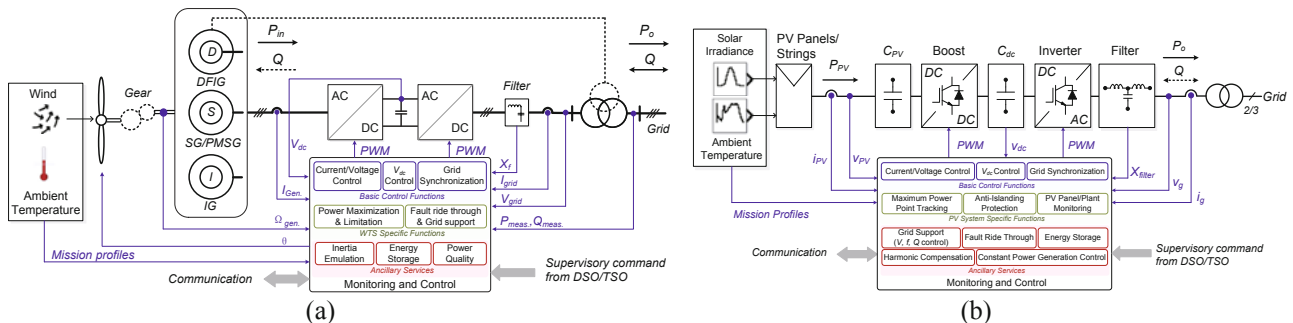 P_in
Q
P_o
Q
D
DFIG
Gear
S
SG/PMSG
I
IG
Wind
Ambient
Temperature
AC
DC
AC
DC
Filter
Grid
V_dc
PWM
PWM
X_f
I_Gen.
I_grid
V_grid
Ω_gen.
P_meas., Q_meas.
θ
Mission profiles
Current/Voltage
Control
V_dc
Control
Grid
Synchronization
Basic Control Functions
Power Maximization
& Limitation
Fault ride through
& Grid support
WTS Specific Functions
Inertia
Emulation
Energy
Storage
Power
Quality
Ancillary Services
Monitoring and Control
Communication
Supervisory command
from DSO/TSO
(a)
Solar
Irradiance
Ambient
Temperature
PV Panels/
Strings
P_PV
C_PV
Boost
DC
DC
C_dc
Inverter
DC
AC
Filter
P_o
Q
Grid
2/3
i_PV
v_PV
PWM
v_dc
PWM
X_filter
v_g
i_g
Mission Profiles
Current/Voltage Control
V_dc Control
Grid Synchronization
Basic Control Functions
Maximum Power
Point Tracking
Anti-Islanding
Protection
PV Panel/Plant
Monitoring
PV System Specific Functions
Grid Support
(V, f, Q control)
Fault Ride Through
Energy Storage
Harmonic Compensation
Constant Power Generation Control
Ancillary Services
Monitoring and Control
Communication
Supervisory command
from DSO/TSO
(b)